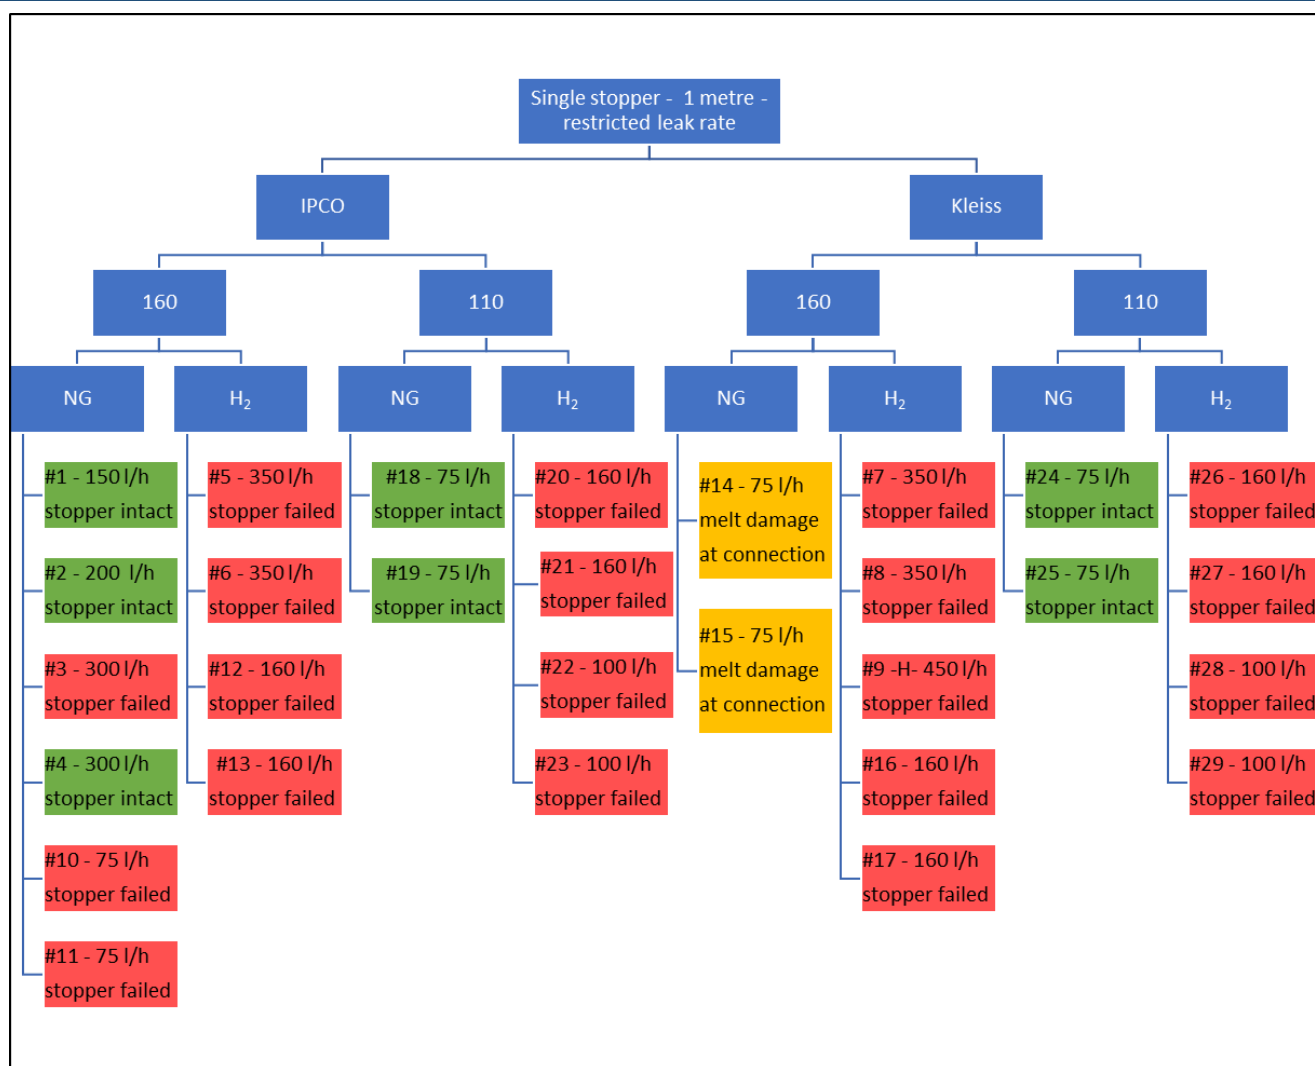 Single stopper - 1 metre -
restricted leak rate
IPCO
Kleiss
160
110
160
110
NG
H₂
NG
H₂
NG
H₂
NG
H₂
#1 - 150 l/h
stopper intact
#2 - 200 l/h
stopper intact
#3 - 300 l/h
stopper failed
#4 - 300 l/h
stopper intact
#10 - 75 l/h
stopper failed
#11 - 75 l/h
stopper failed
#5 - 350 l/h
stopper failed
#6 - 350 l/h
stopper failed
#12 - 160 l/h
stopper failed
#13 - 160 l/h
stopper failed
#18 - 75 l/h
stopper intact
#19 - 75 l/h
stopper intact
#20 - 160 l/h
stopper failed
#21 - 160 l/h
stopper failed
#22 - 100 l/h
stopper failed
#23 - 100 l/h
stopper failed
#14 - 75 l/h
melt damage
at connection
#15 - 75 l/h
melt damage
at connection
#7 - 350 l/h
stopper failed
#8 - 350 l/h
stopper failed
#9 -H- 450 l/h
stopper failed
#16 - 160 l/h
stopper failed
#17 - 160 l/h
stopper failed
#24 - 75 l/h
stopper intact
#25 - 75 l/h
stopper intact
#26 - 160 l/h
stopper failed
#27 - 160 l/h
stopper failed
#28 - 100 l/h
stopper failed
#29 - 100 l/h
stopper failed